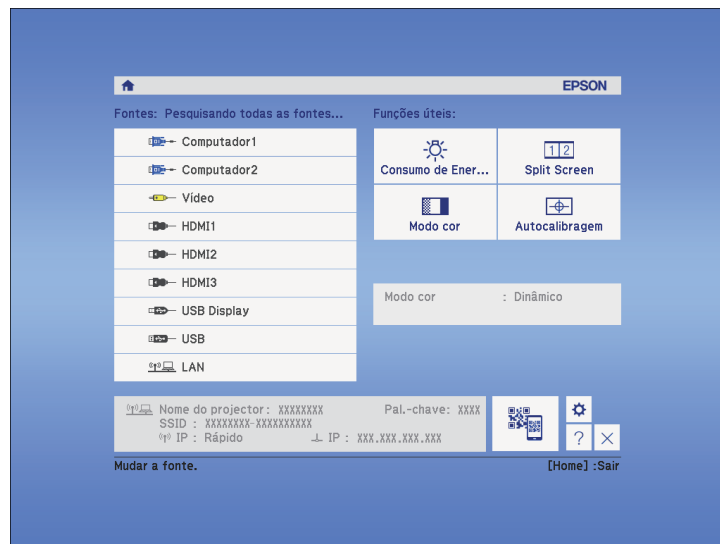 EPSON
Fontes: Pesquisando todas as fontes...
Funções úteis:
Computador1
Computador2
Vídeo
HDMI1
HDMI2
HDMI3
USB Display
USB
LAN
Consumo de Ener...
1 2
Split Screen
Modo cor
Autocalibragem
Modo cor : Dinâmico
Nome do projector: XXXXXXXX Pal.-chave: XXXX
SSID : XXXXXXXX-XXXXXXXXXX
IP : Rápido IP : XXX.XXX.XXX.XXX
?
Mudar a fonte. [Home] :Sair